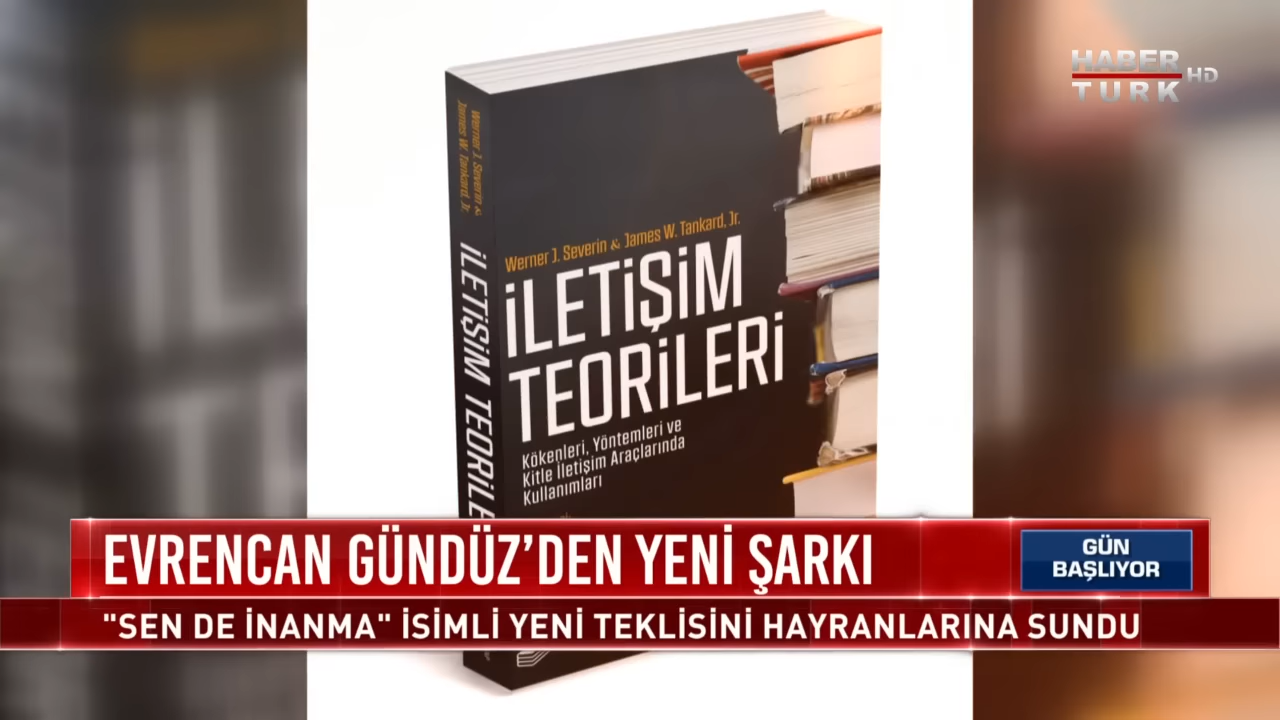 HABER
TURK HD
Werner J. Severin &
James W. Tankard, Jr.
İLETİŞİM TEORİLE
Werner J. Severin & James W. Tankard, Jr.
İLETİŞİM
TEORİLERİ
Kökenleri, Yöntemleri ve
Kitle İletişim Araçlarında
Kullanımları
EVRENCAN GÜNDÜZ'DEN YENİ ŞARKI
GÜN
BAŞLIYOR
"SEN DE İNANMA" İSİMLİ YENİ TEKLİSİNİ HAYRANLARINA SUNDU